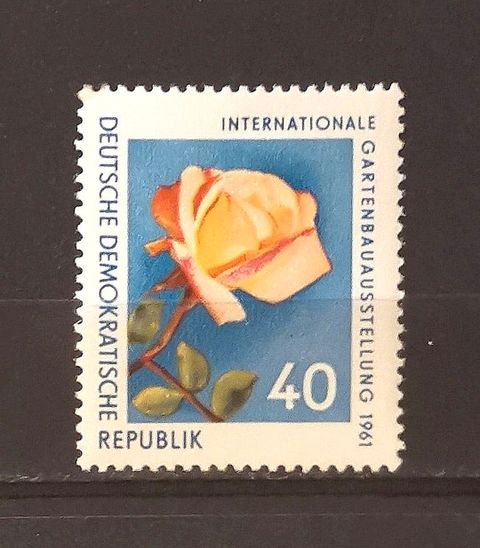 INTERNATIONALE
GARTENBAUAUSSTELLUNG 1961
DEUTSCHE DEMOKRATISCHE
REPUBLIK
40